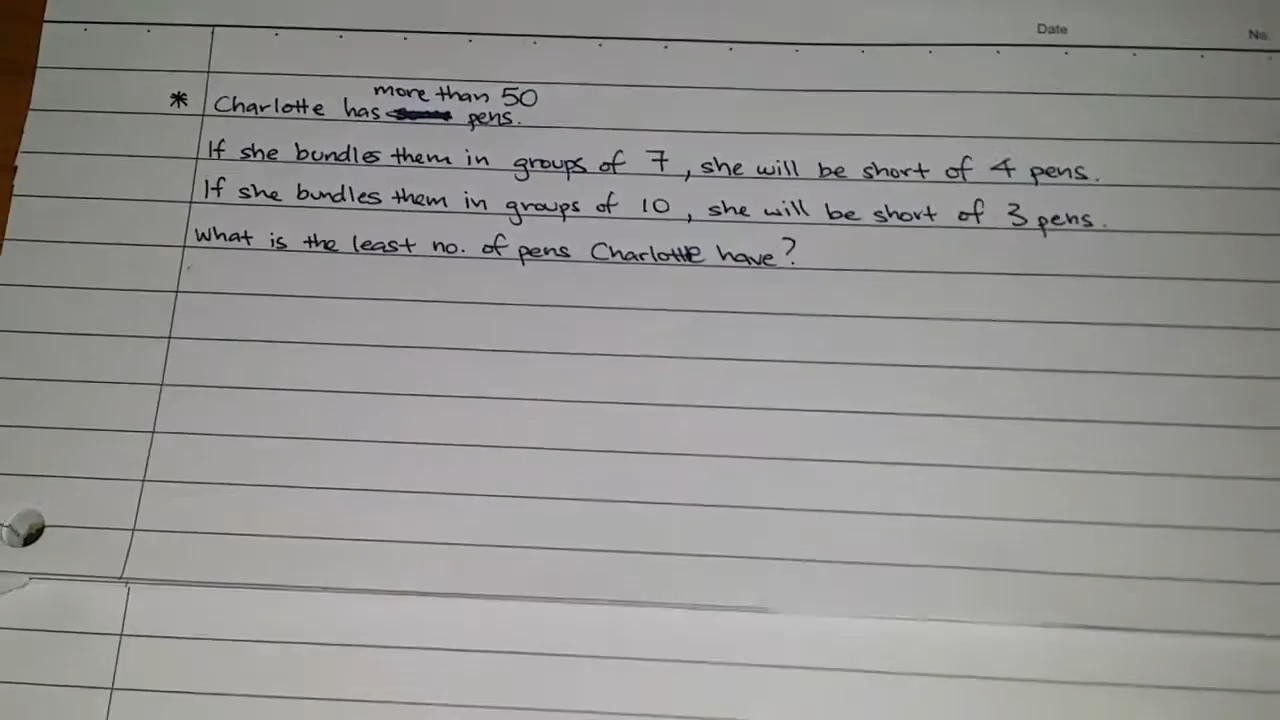 Date
No.
more than 50
* Charlotte has pens.
If she bundles them in groups of 7, she will be short of 4 pens.
If she bundles them in groups of 10, she will be short of 3 pens.
What is the least no. of pens Charlotte have?